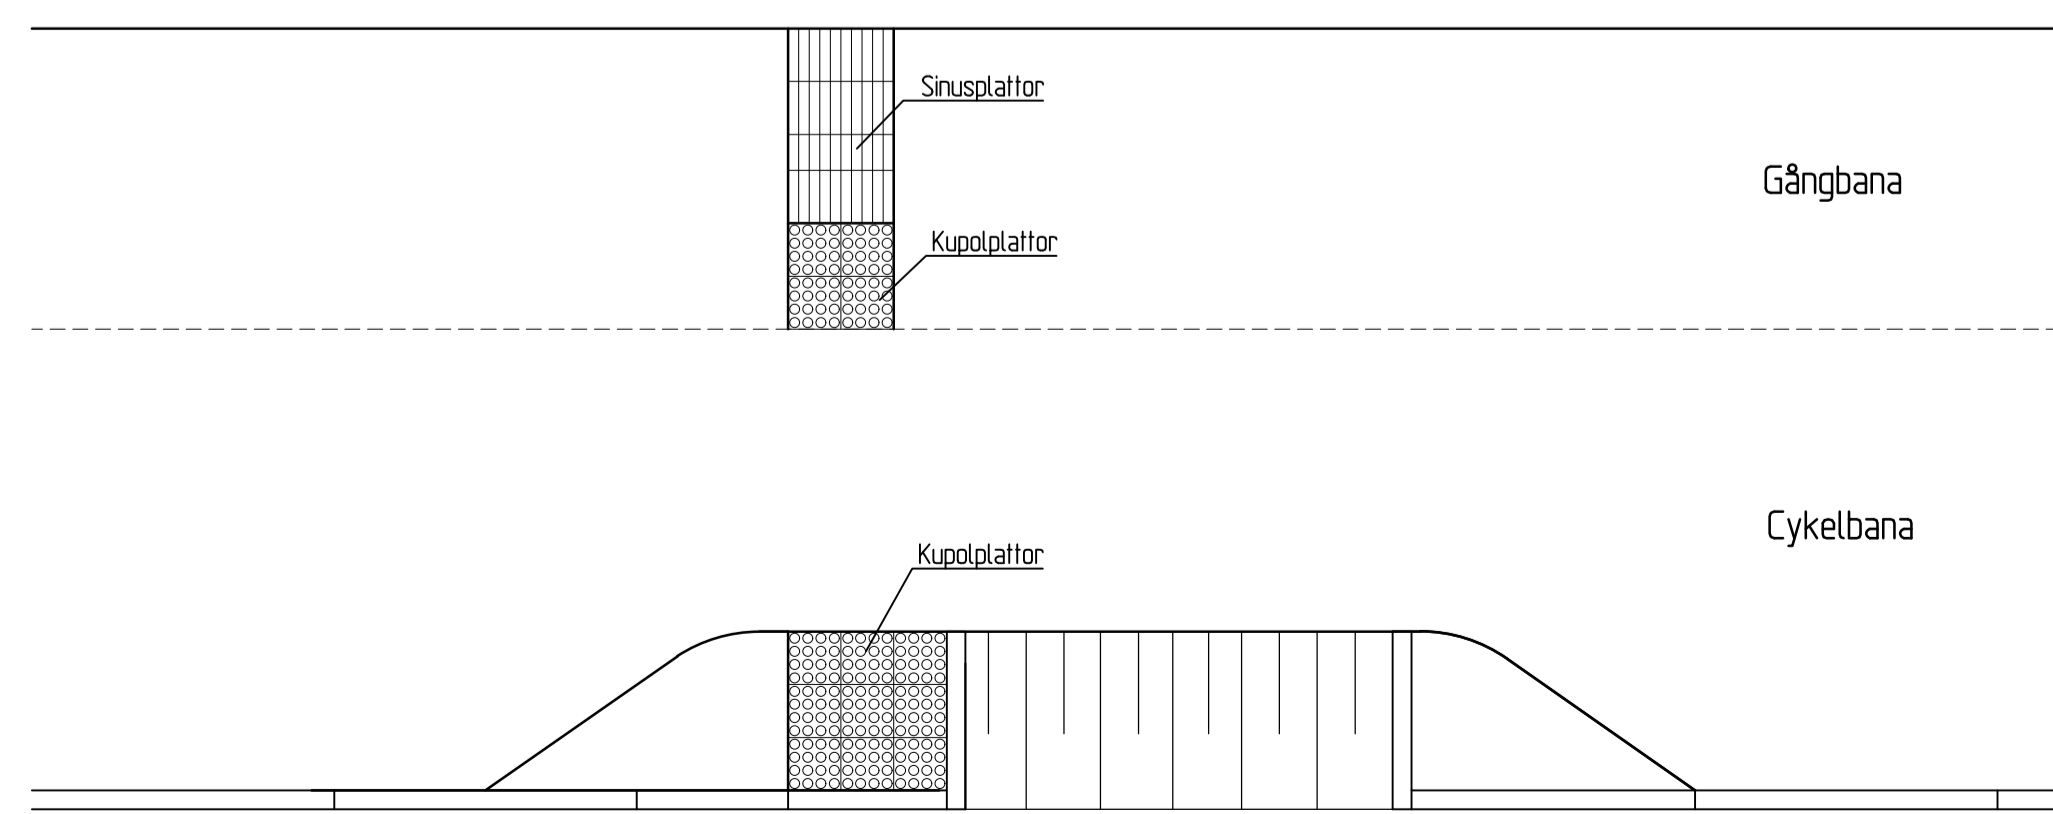 Sinusplattor
Gångbana
Kupolplattor
Cykelbana
Kupolplattor